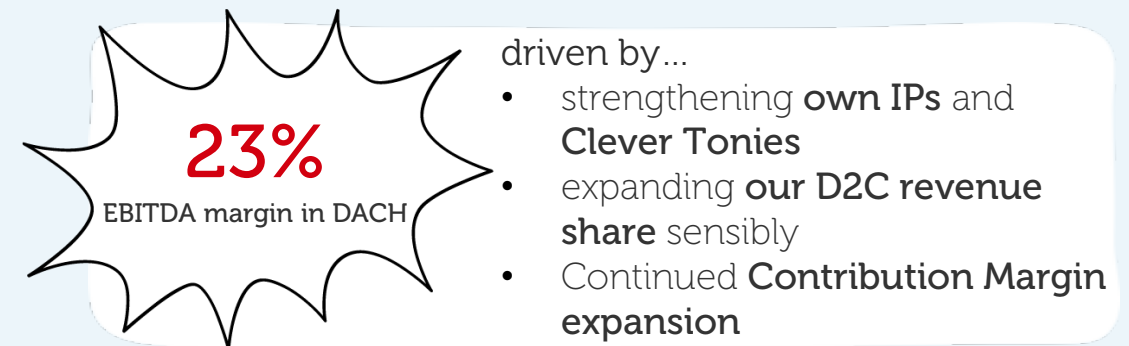 23%
EBITDA margin in DACH
driven by...
• strengthening own IPs and
Clever Tonies
• expanding our D2C revenue
share sensibly
• Continued Contribution Margin
expansion